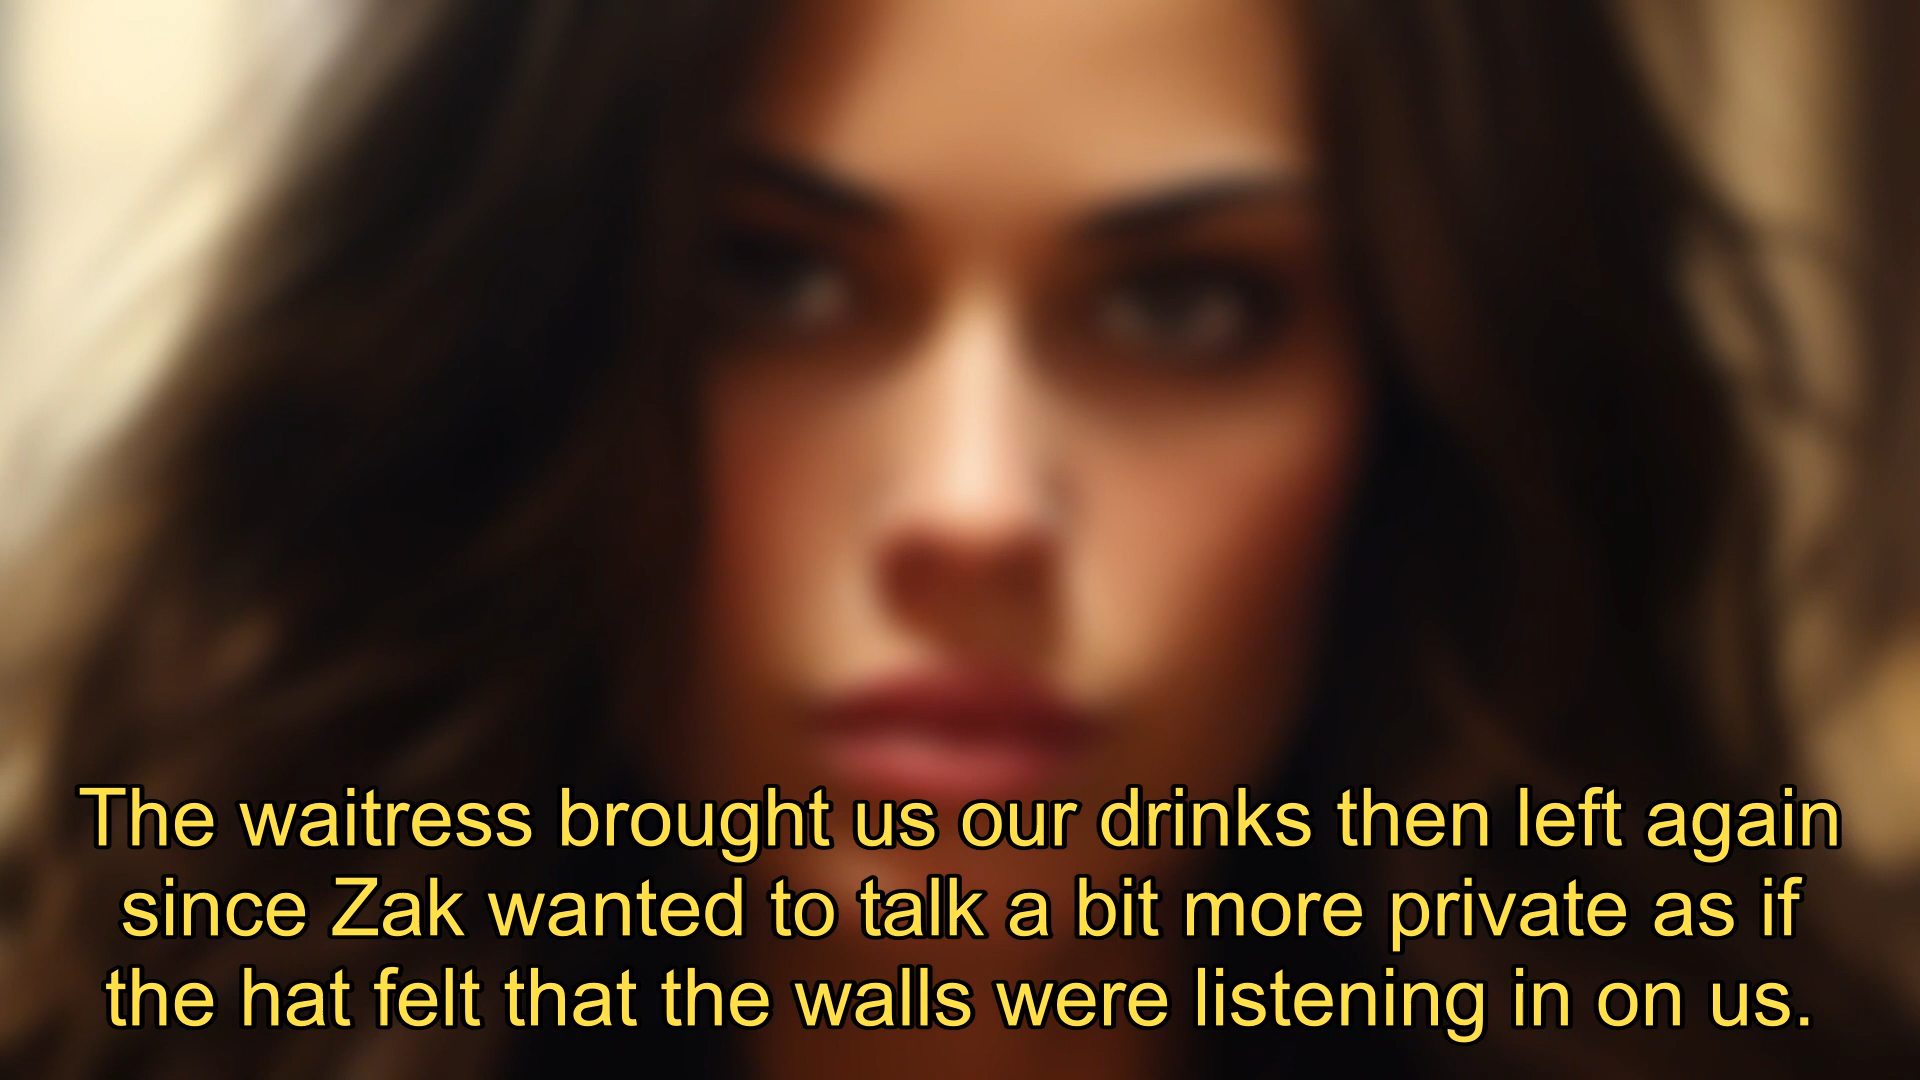 The waitress brought us our drinks then left again
since Zak wanted to talk a bit more private as if
the hat felt that the walls were listening in on us.